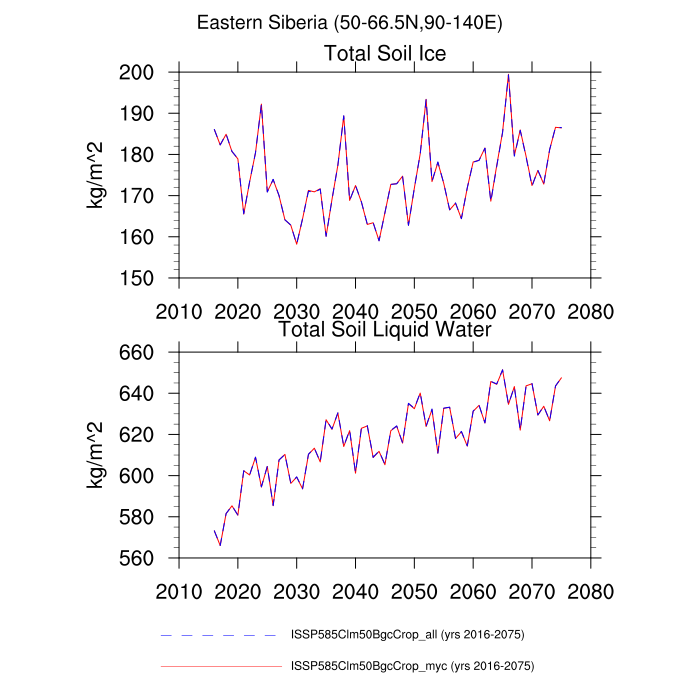 Eastern Siberia (50-66.5N,90-140E)
Total Soil Ice
200
190
180
170
160
150
kg/m^2
2010 2020 2030 2040 2050 2060 2070 2080
Total Soil Liquid Water
660
640
620
600
580
560
kg/m^2
2010 2020 2030 2040 2050 2060 2070 2080
ISSP585Clm50BgcCrop_all (yrs 2016-2075)
ISSP585Clm50BgcCrop_myc (yrs 2016-2075)